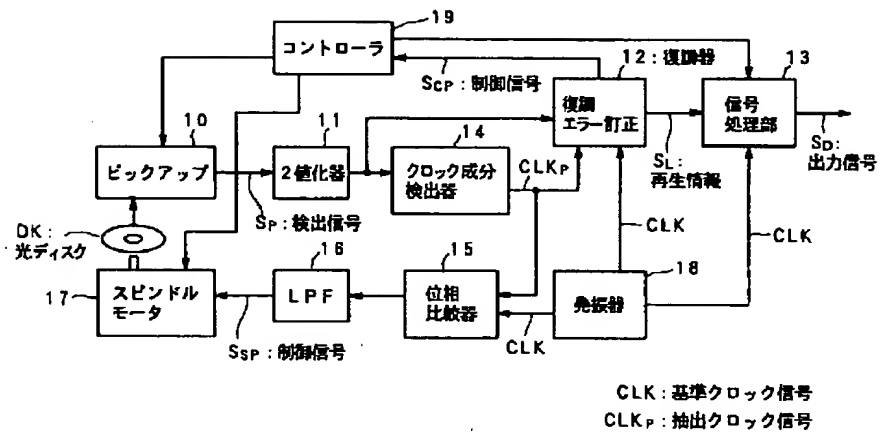 19
コントローラ
SCP:制御信号
12:復調器
13
復調
エラー訂正
信号
処理部
SD:
出力信号
SL:
再生情報
10
ピックアップ
11
2値化器
14
クロック成分
検出器
CLKP
SP:検出信号
DK:
光ディスク
CLK
CLK
17
スピンドル
モータ
16
LPF
15
位相
比較器
18
発振器
CLK
SSP:制御信号
CLK:基準クロック信号
CLKP:抽出クロック信号